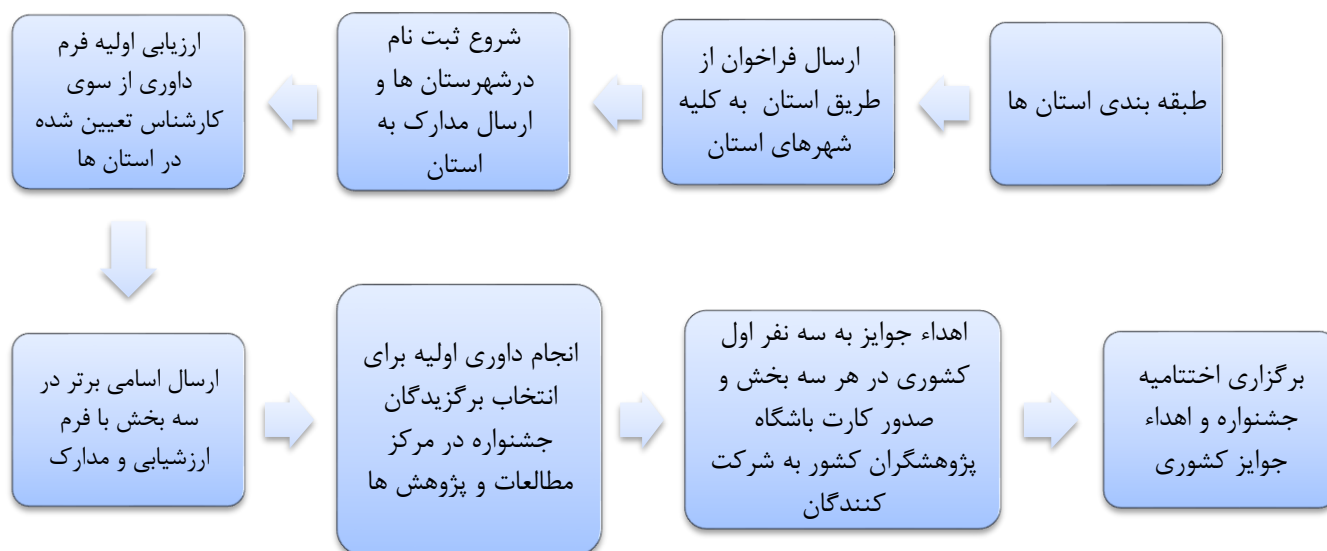 طبقه بندی استان ها
ارسال فراخوان از
طریق استان به کلیه
شهرهای استان
شروع ثبت نام
درشهرستان ها و
ارسال مدارک به
استان
ارزیابی اولیه فرم
داوری از سوی
کارشناس تعیین شده
در استان ها
ارسال اسامی برتر در
سه بخش با فرم
ارزشیابی و مدارک
انجام داوری اولیه برای
انتخاب برگزیدگان
جشنواره در مرکز
مطالعات و پژوهش ها
اهداء جوایز به سه نفر اول
کشوری در هر سه بخش و
صدور کارت باشگاه
پژوهشگران کشور به شرکت
کنندگان
برگزاری اختتامیه
جشنواره و اهداء
جوایز کشوری